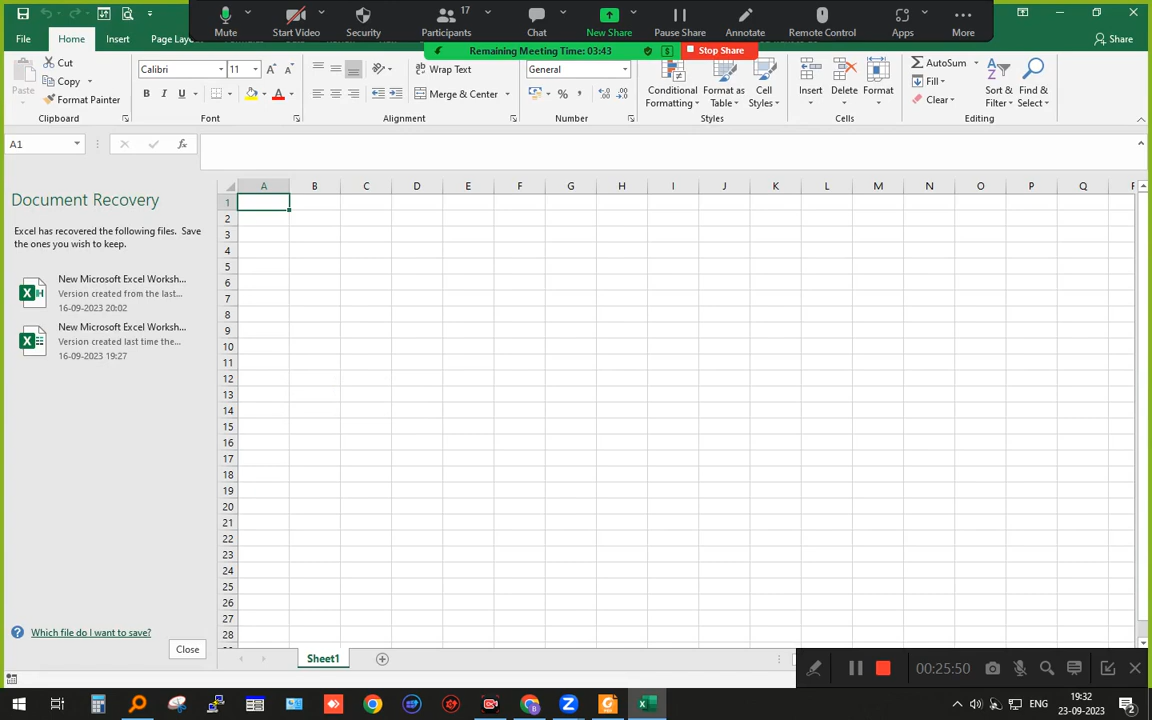 Mute
Start Video
Security
Participants
17
Chat
New Share
Pause Share
Annotate
Remote Control
Apps
More
Remaining Meeting Time: 03:43
Stop Share
File
Home
Insert
Share
Paste
Cut
Copy
Format Painter
Clipboard
Calibri
11
B I U
Font
Wrap Text
Merge & Center
Alignment
General
Number
Conditional
Formatting
Format as
Table
Cell
Styles
Styles
Insert
Delete
Format
Cells
AutoSum
Fill
Clear
Sort &
Filter
Find &
Select
Editing
A1
fx
Document Recovery
Excel has recovered the following files. Save
the ones you wish to keep.
New Microsoft Excel Worksh...
Version created from the last...
16-09-2023 20:02
New Microsoft Excel Worksh...
Version created last time the...
16-09-2023 19:27
Which file do I want to save?
Close
A B C D E F G H I J K L M N O P Q
1
2
3
4
5
6
7
8
9
10
11
12
13
14
15
16
17
18
19
20
21
22
23
24
25
26
27
28
Sheet1
00:25:50
ENG
19:32
23-09-2023
2